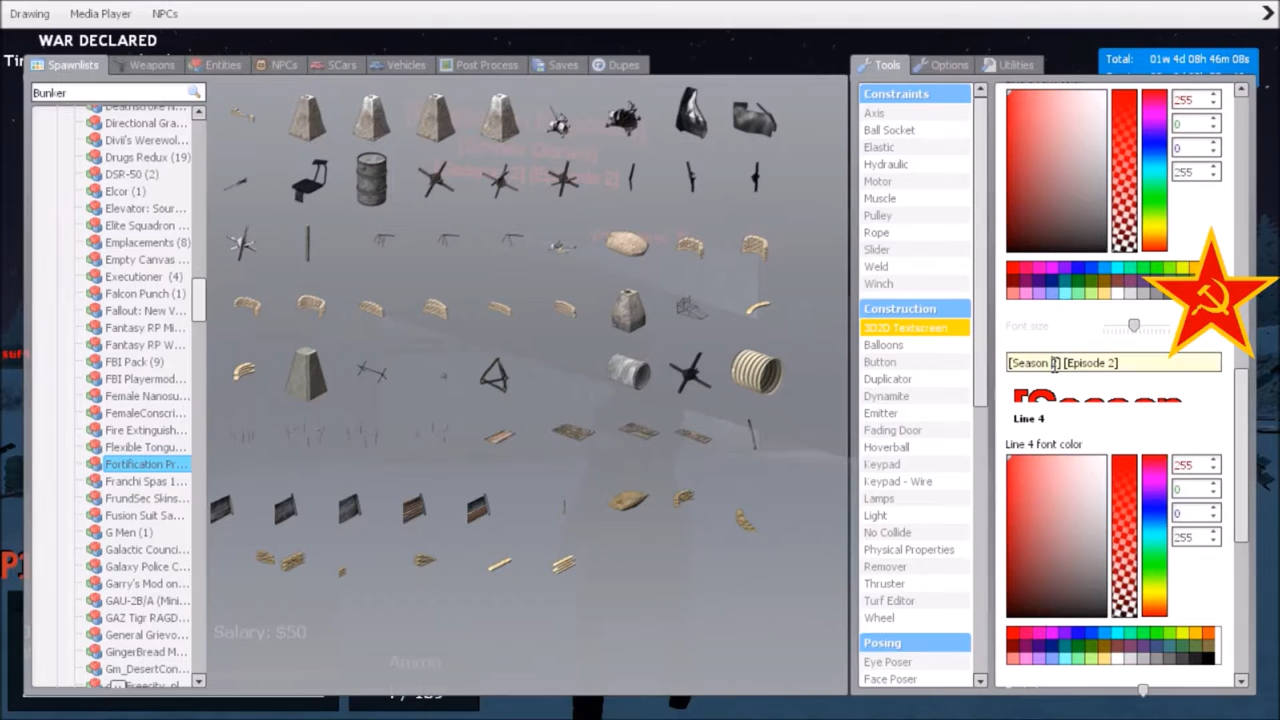 Drawing Media Player NPCs
WAR DECLARED
Total: 01w 4d 08h 46m 08s
Spawnlists Weapons Entities NPCs SCars Vehicles Post Process Saves Dupes
Tools Options Utilities
Bunker
Directional Gra...
Divii's Werewol...
Drugs Redux (19)
DSR-50 (2)
Elcor (1)
Elevator: Sour...
Elite Squadron ...
Emplacements (8)
Empty Canvas ...
Executioner (4)
Falcon Punch (1)
Fallout: New V...
Fantasy RP Mi...
Fantasy RP W...
FBI Pack (9)
FBI Playermod...
Female Nanosu...
FemaleConscri...
Fire Extinguish...
Flexible Tongu...
Fortification Pr...
Franchi Spas 1...
FrundSec Skins...
Fusion Suit Sa...
G Men (1)
Galactic Counci...
Galaxy Police C...
Garry's Mod on...
GAU-2B/A (Mini...
GAZ Tigr RAGD...
General Grievo...
GingerBread M...
Gm_DesertCon...
Salary: $50
Constraints
Axis
Ball Socket
Elastic
Hydraulic
Motor
Muscle
Pulley
Rope
Slider
Weld
Winch
Construction
3D2D Textscreen
Balloons
Button
Duplicator
Dynamite
Emitter
Fading Door
Hoverball
Keypad
Keypad - Wire
Lamps
Light
No Collide
Physical Properties
Remover
Thruster
Turf Editor
Wheel
Posing
Eye Poser
Face Poser
255
0
0
255
Font size
[Season 2] [Episode 2]
Line 4
Line 4 font color
255
0
0
255